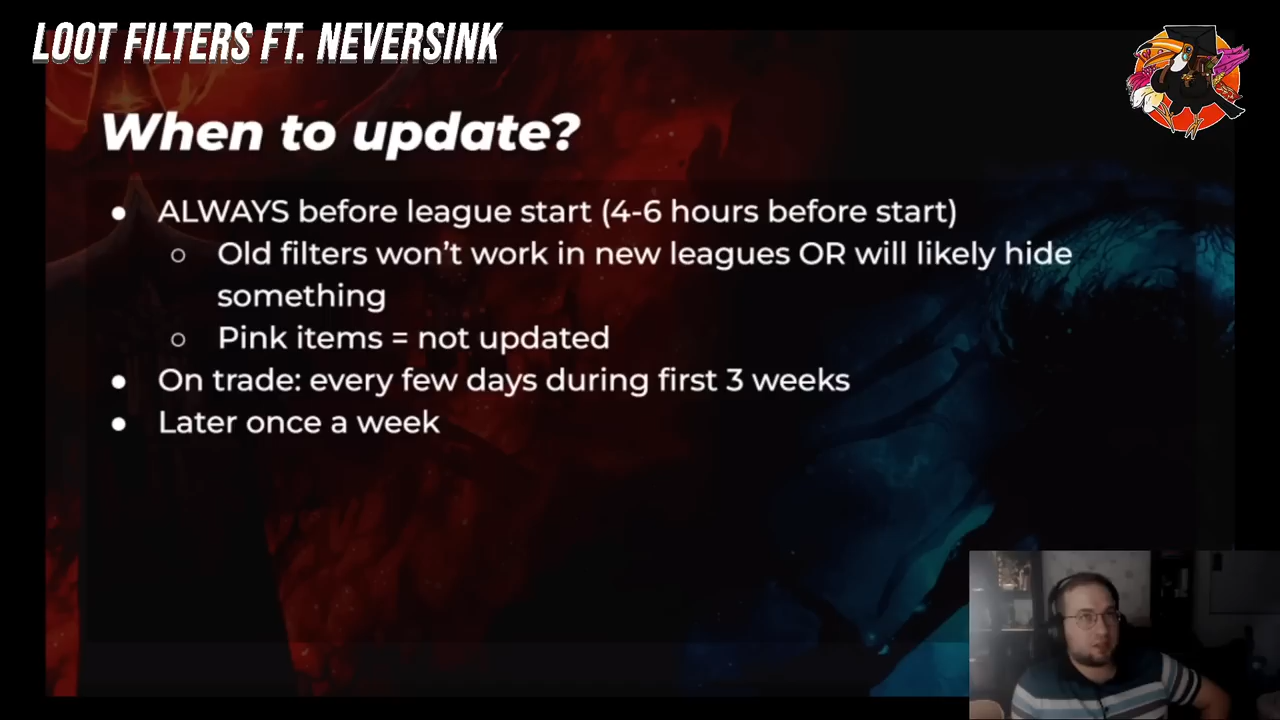 LOOT FILTERS FT. NEVERSINK
When to update?
● ALWAYS before league start (4-6 hours before start)
○ Old filters won’t work in new leagues OR will likely hide
something
○ Pink items = not updated
● On trade: every few days during first 3 weeks
● Later once a week